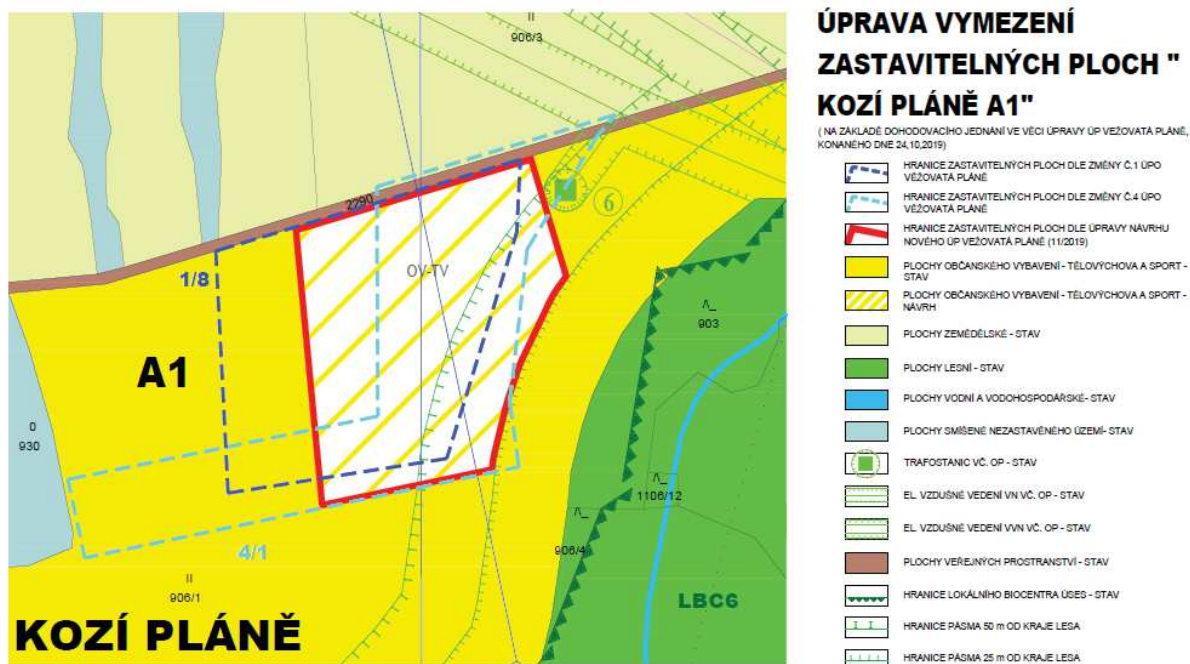 ÚPRAVA VYMEZENÍ
ZASTAVITELNÝCH PLOCH "
KOZÍ PLÁNĚ A1"
( NA ZÁKLADĚ DOHODOVACÍHO JEDNÁNÍ VE VĚCI ÚPRAVY ÚP VEŽOVATÁ PLÁNĚ,
KONANÉHO DNE 24,10,2019)
HRANICE ZASTAVITELNÝCH PLOCH DLE ZMĚNY Č.1 ÚPO
VĚŽOVATÁ PLÁNĚ
HRANICE ZASTAVITELNÝCH PLOCH DLE ZMĚNY Č.4 ÚPO
VĚŽOVATÁ PLÁNĚ
HRANICE ZASTAVITELNÝCH PLOCH DLE ÚPRAVY NÁVRHU
NOVÉHO ÚP VEŽOVATÁ PLÁNĚ (11/2019)
PLOCHY OBČANSKÉHO VYBAVENÍ - TĚLOVÝCHOVA A SPORT -
STAV
PLOCHY OBČANSKÉHO VYBAVENÍ - TĚLOVÝCHOVA A SPORT -
NÁVRH
PLOCHY ZEMĚDĚLSKÉ - STAV
PLOCHY LESNÍ - STAV
PLOCHY VODNÍ A VODOHOSPODÁŘSKÉ- STAV
PLOCHY SMÍŠENÉ NEZASTAVĚNÉHO ÚZEMÍ- STAV
TRAFOSTANIC VČ. OP - STAV
EL. VZDUŠNÉ VEDENÍ VN VČ. OP - STAV
EL. VZDUŠNÉ VEDENÍ VVN VČ. OP - STAV
PLOCHY VEŘEJNÝCH PROSTRANSTVÍ - STAV
HRANICE LOKÁLNÍHO BIOCENTRA ÚSES - STAV
HRANICE PÁSMA 50 m OD KRAJE LESA
HRANICE PÁSMA 25 m OD KRAJE LESA
906/3
2290
6
1/8
OV-TV
903
A1
0
930
1106/12
4/1
906/4
906/1
LBC6
KOZÍ PLÁNĚ